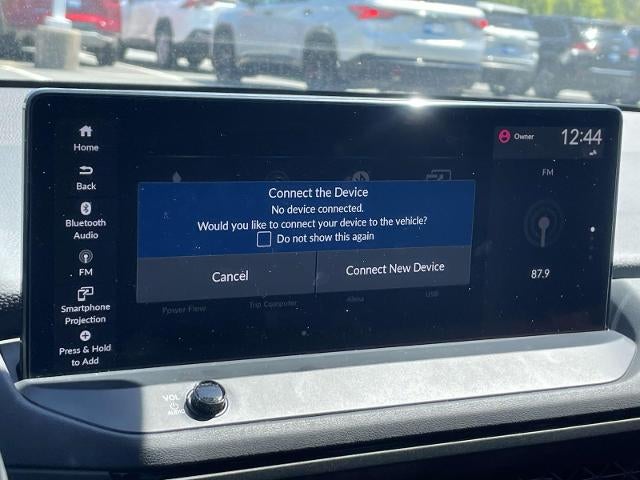 Home
Back
Bluetooth
Audio
FM
Smartphone
Projection
Press & Hold
to Add
Connect the Device
No device connected.
Would you like to connect your device to the vehicle?
Do not show this again
Cancel
Connect New Device
Power Flow
Trip Computer
Alexa
USB
Owner
12:44
FM
87.9
VOL
AUDIO